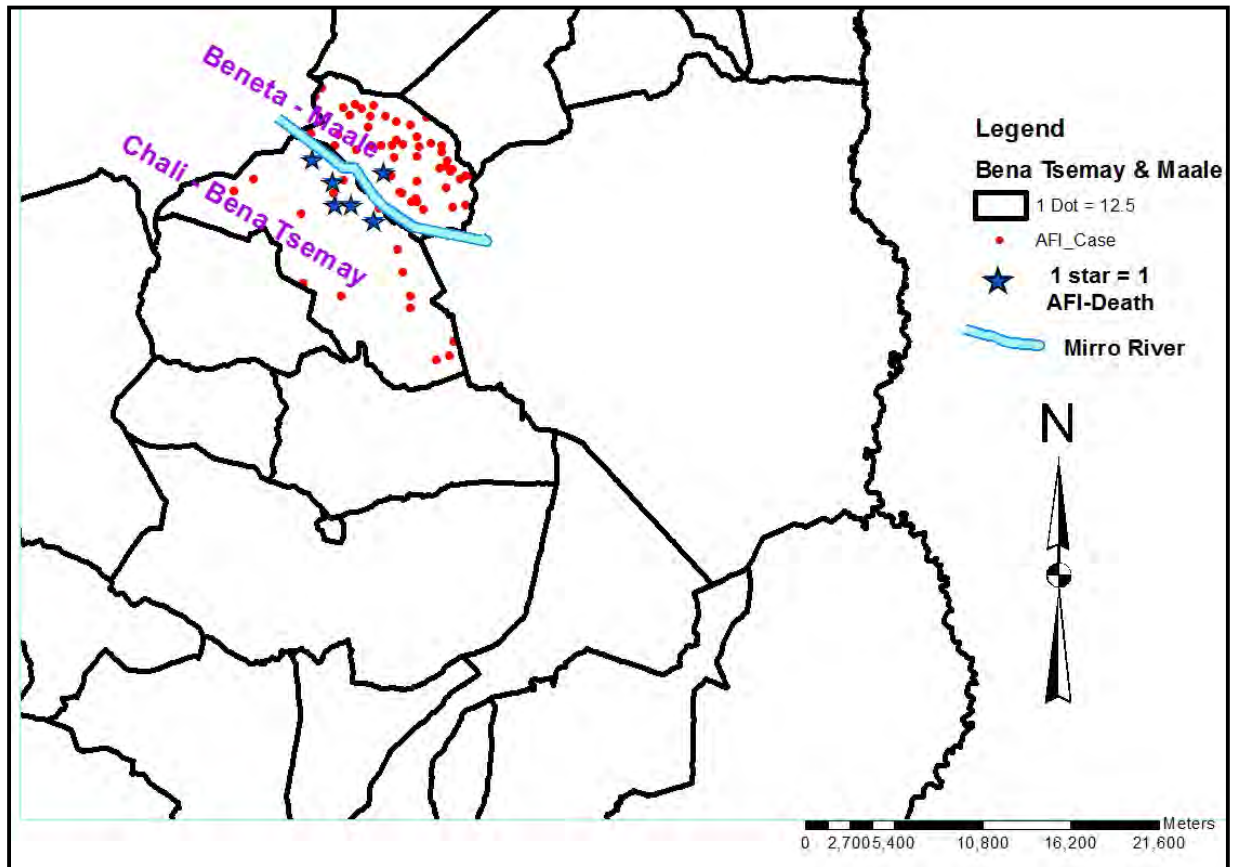 Beneta - Maale
Chali - Bena Tsemay
Legend
Bena Tsemay & Maale
1 Dot = 12.5
AFI_Case
1 star = 1
AFI-Death
Mirro River
N
Meters
0 2,7005,400 10,800 16,200 21,600